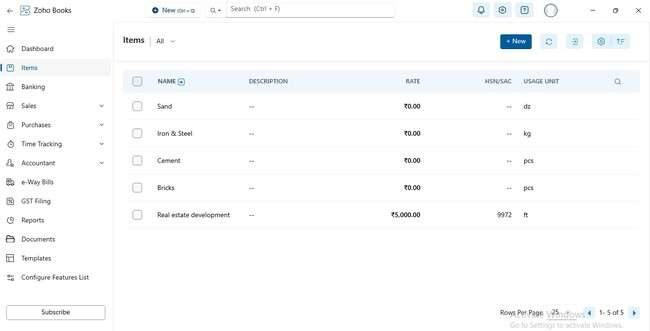 Zoho Books
New (Ctrl + Q)
Search (Ctrl + F)
Items
All
+ New
Dashboard
Items
Banking
Sales
Purchases
Time Tracking
Accountant
e-Way Bills
GST Filing
Reports
Documents
Templates
Configure Features List
Subscribe
NAME DESCRIPTION RATE HSN/SAC USAGE UNIT
Sand -- ₹0.00 -- dz
Iron & Steel -- ₹0.00 -- kg
Cement -- ₹0.00 -- pcs
Bricks -- ₹0.00 -- pcs
Real estate development -- ₹5,000.00 9972 ft
Rows Per Page 25 1- 5 of 5
Activate Windows
Go to Settings to activate Windows.